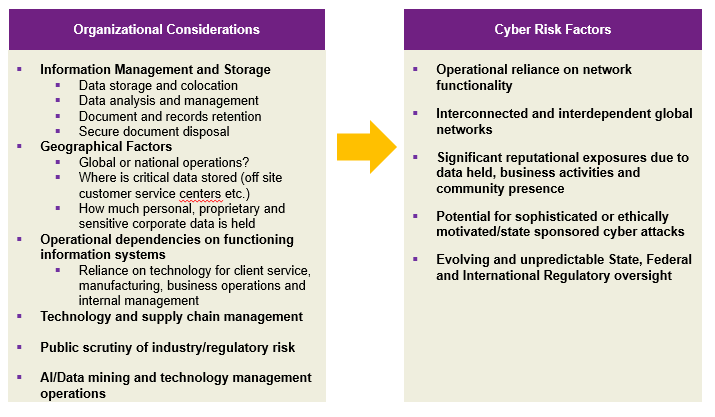 Organizational Considerations
▪ Information Management and Storage
▪ Data storage and colocation
▪ Data analysis and management
▪ Document and records retention
▪ Secure document disposal
▪ Geographical Factors
▪ Global or national operations?
▪ Where is critical data stored (off site
customer service centers etc.)
▪ How much personal, proprietary and
sensitive corporate data is held
▪ Operational dependencies on functioning
information systems
▪ Reliance on technology for client service,
manufacturing, business operations and
internal management
▪ Technology and supply chain management
▪ Public scrutiny of industry/regulatory risk
▪ AI/Data mining and technology management
operations
Cyber Risk Factors
▪ Operational reliance on network
functionality
▪ Interconnected and interdependent global
networks
▪ Significant reputational exposures due to
data held, business activities and
community presence
▪ Potential for sophisticated or ethically
motivated/state sponsored cyber attacks
▪ Evolving and unpredictable State, Federal
and International Regulatory oversight